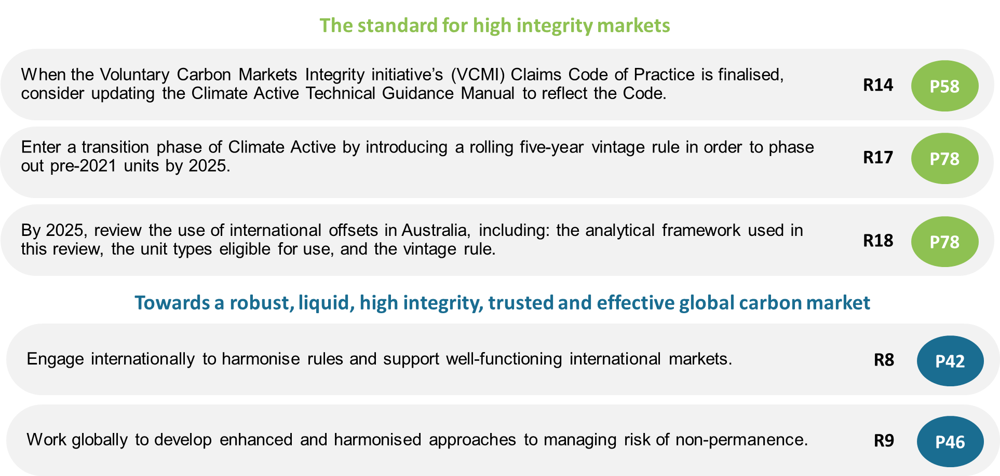 The standard for high integrity markets
When the Voluntary Carbon Markets Integrity initiative’s (VCMI) Claims Code of Practice is finalised,
consider updating the Climate Active Technical Guidance Manual to reflect the Code.
R14
P58
Enter a transition phase of Climate Active by introducing a rolling five-year vintage rule in order to phase
out pre-2021 units by 2025.
R17
P78
By 2025, review the use of international offsets in Australia, including: the analytical framework used in
this review, the unit types eligible for use, and the vintage rule.
R18
P78
Towards a robust, liquid, high integrity, trusted and effective global carbon market
Engage internationally to harmonise rules and support well-functioning international markets.
R8
P42
Work globally to develop enhanced and harmonised approaches to managing risk of non-permanence.
R9
P46